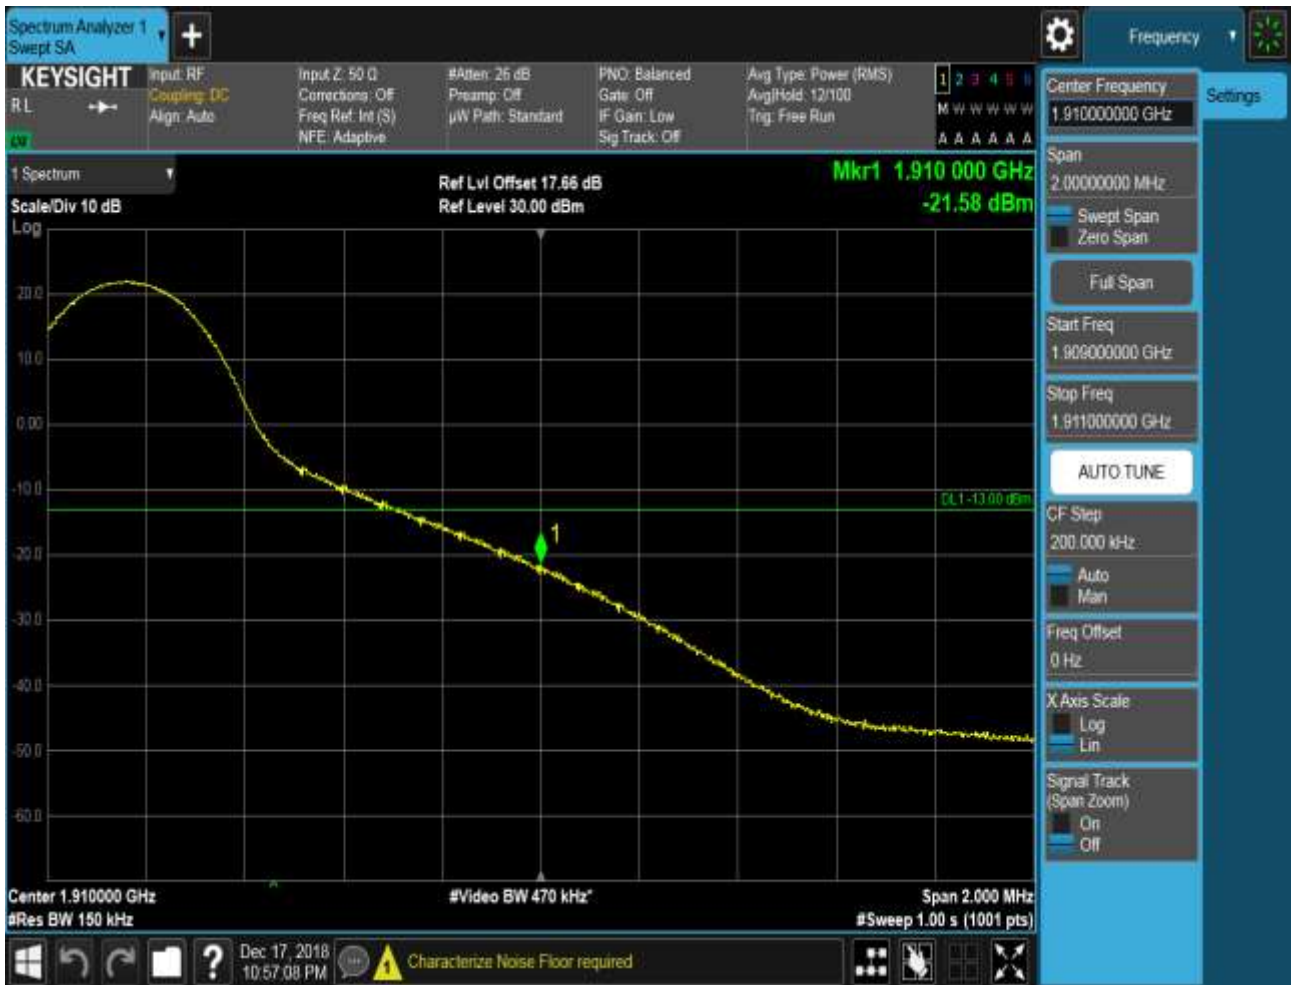 Spectrum Analyzer 1
Swept SA
+
Frequency
KEYSIGHT
RL
Input: RF
Coupling: DC
Align: Auto
Input Z: 50 Ω
Corrections: Off
Freq Ref: Int (S)
NFE: Adaptive
#Atten: 26 dB
Preamp: Off
µW Path: Standard
PNO: Balanced
Gate: Off
IF Gain: Low
Sig Track: Off
Avg Type: Power (RMS)
Avg|Hold: 12/100
Trig: Free Run
1 2 3 4 5 6
M W W W W W
A A A A A A
1 Spectrum
Scale/Div 10 dB
Log
Ref Lvl Offset 17.66 dB
Ref Level 30.00 dBm
Mkr1 1.910 000 GHz
-21.58 dBm
20.0
10.0
0.00
-10.0
-20.0
-30.0
-40.0
-50.0
-60.0
DL1 -13.00 dBm
1
Center 1.910000 GHz
#Res BW 150 kHz
#Video BW 470 kHz*
Span 2.000 MHz
#Sweep 1.00 s (1001 pts)
Center Frequency
1.910000000 GHz
Settings
Span
2.00000000 MHz
Swept Span
Zero Span
Full Span
Start Freq
1.909000000 GHz
Stop Freq
1.911000000 GHz
AUTO TUNE
CF Step
200.000 kHz
Auto
Man
Freq Offset
0 Hz
X Axis Scale
Log
Lin
Signal Track
(Span Zoom)
On
Off
?
Dec 17, 2018
10:57:08 PM
1
Characterize Noise Floor required